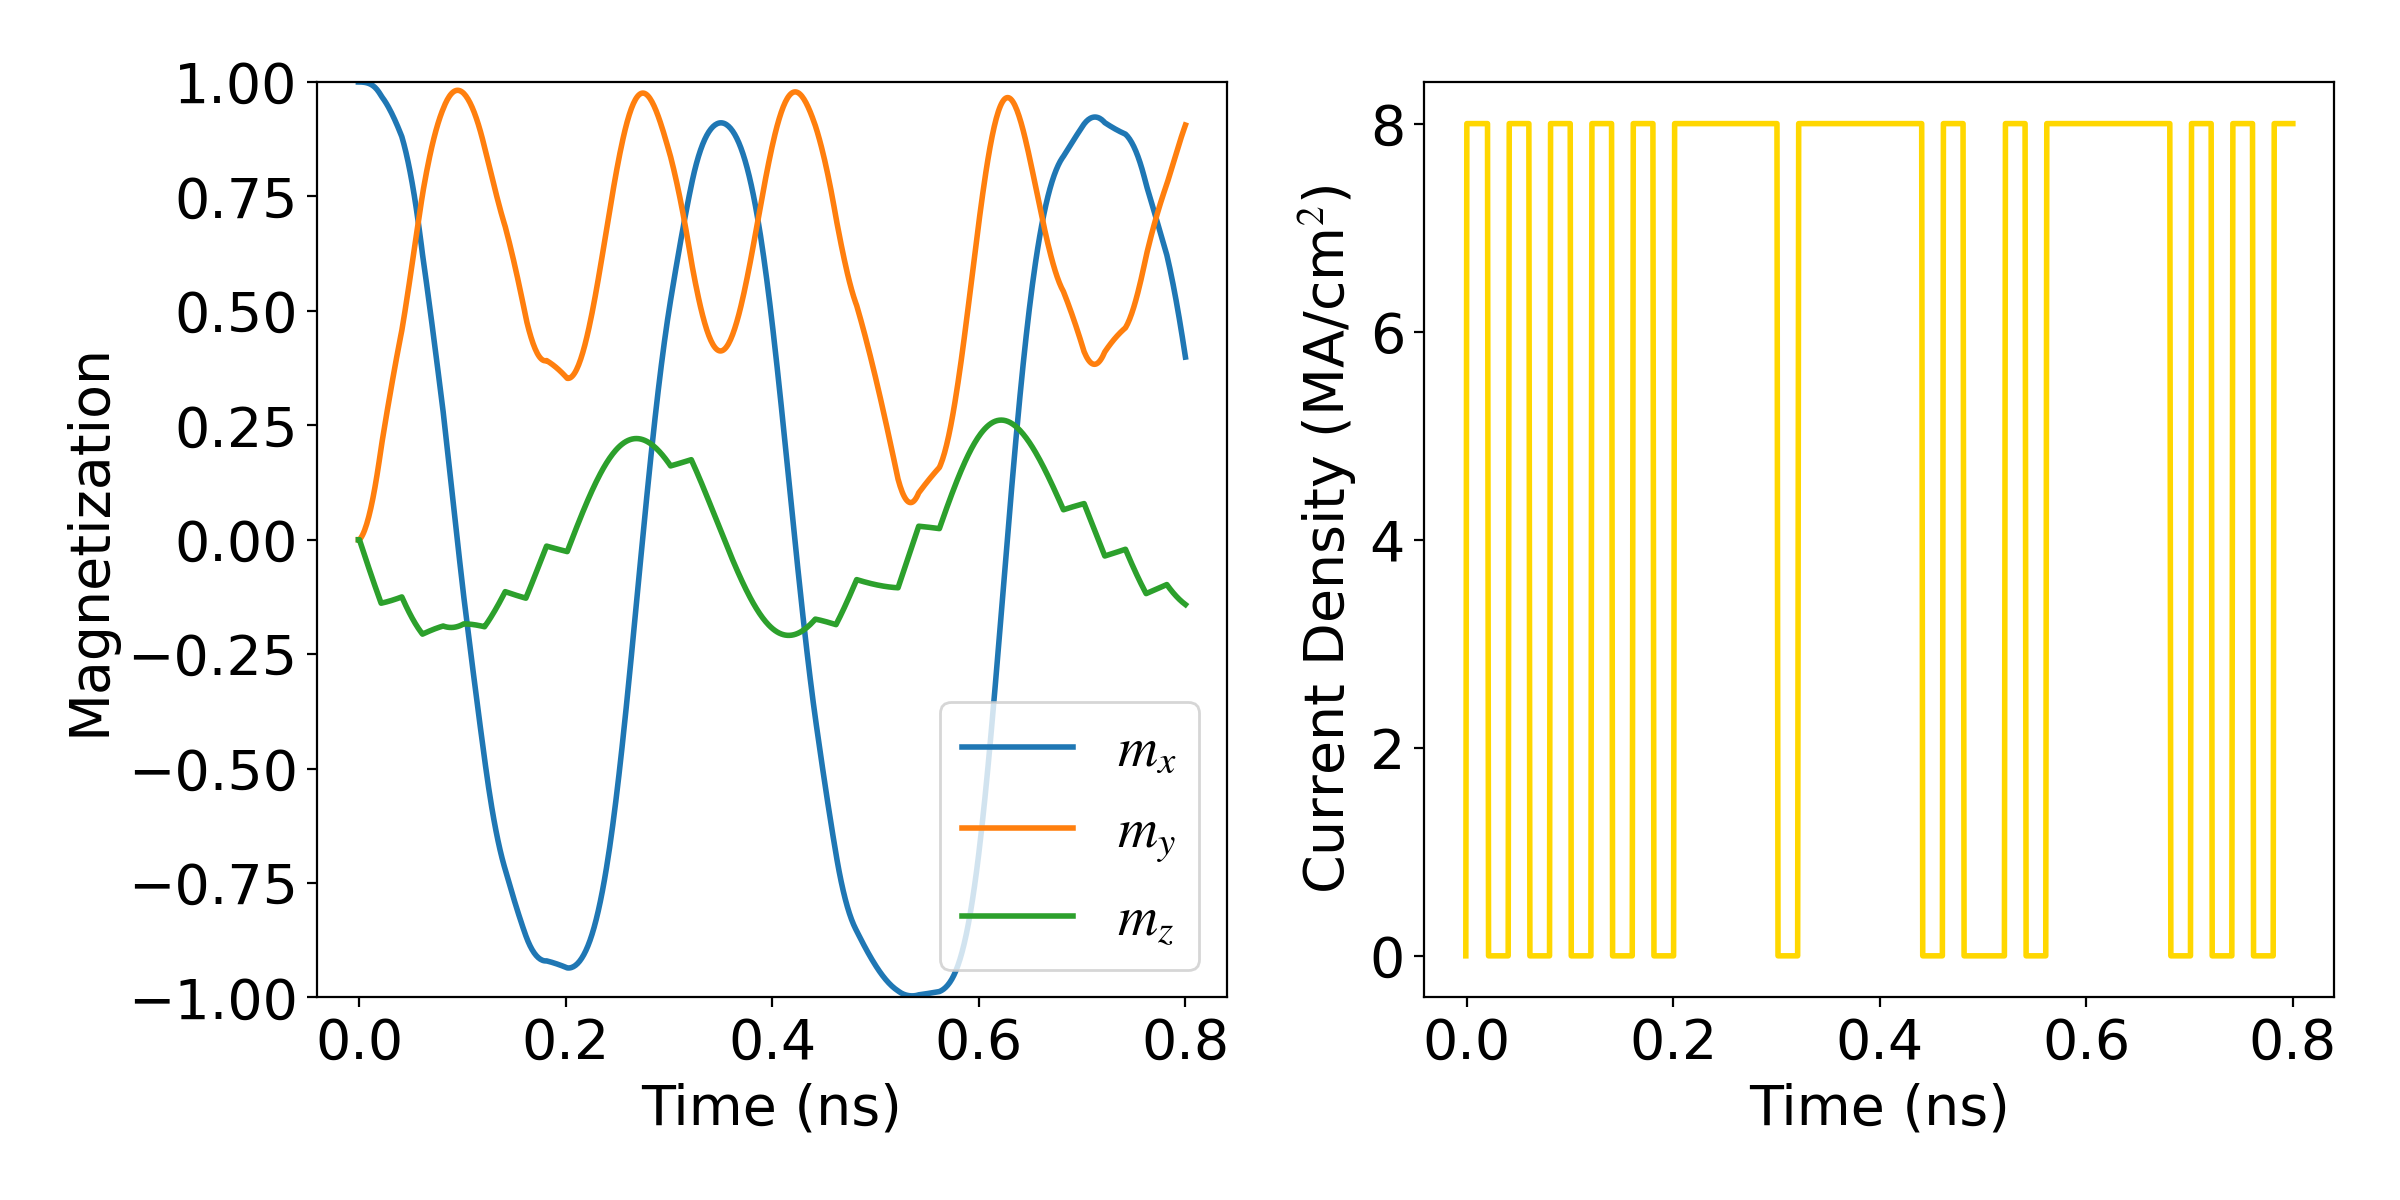 Magnetization
1.00
0.75
0.50
0.25
0.00
−0.25
−0.50
−0.75
−1.00
0.0 0.2 0.4 0.6 0.8
Time (ns)
m_x
m_y
m_z
Current Density (MA/cm²)
8
6
4
2
0
0.0 0.2 0.4 0.6 0.8
Time (ns)